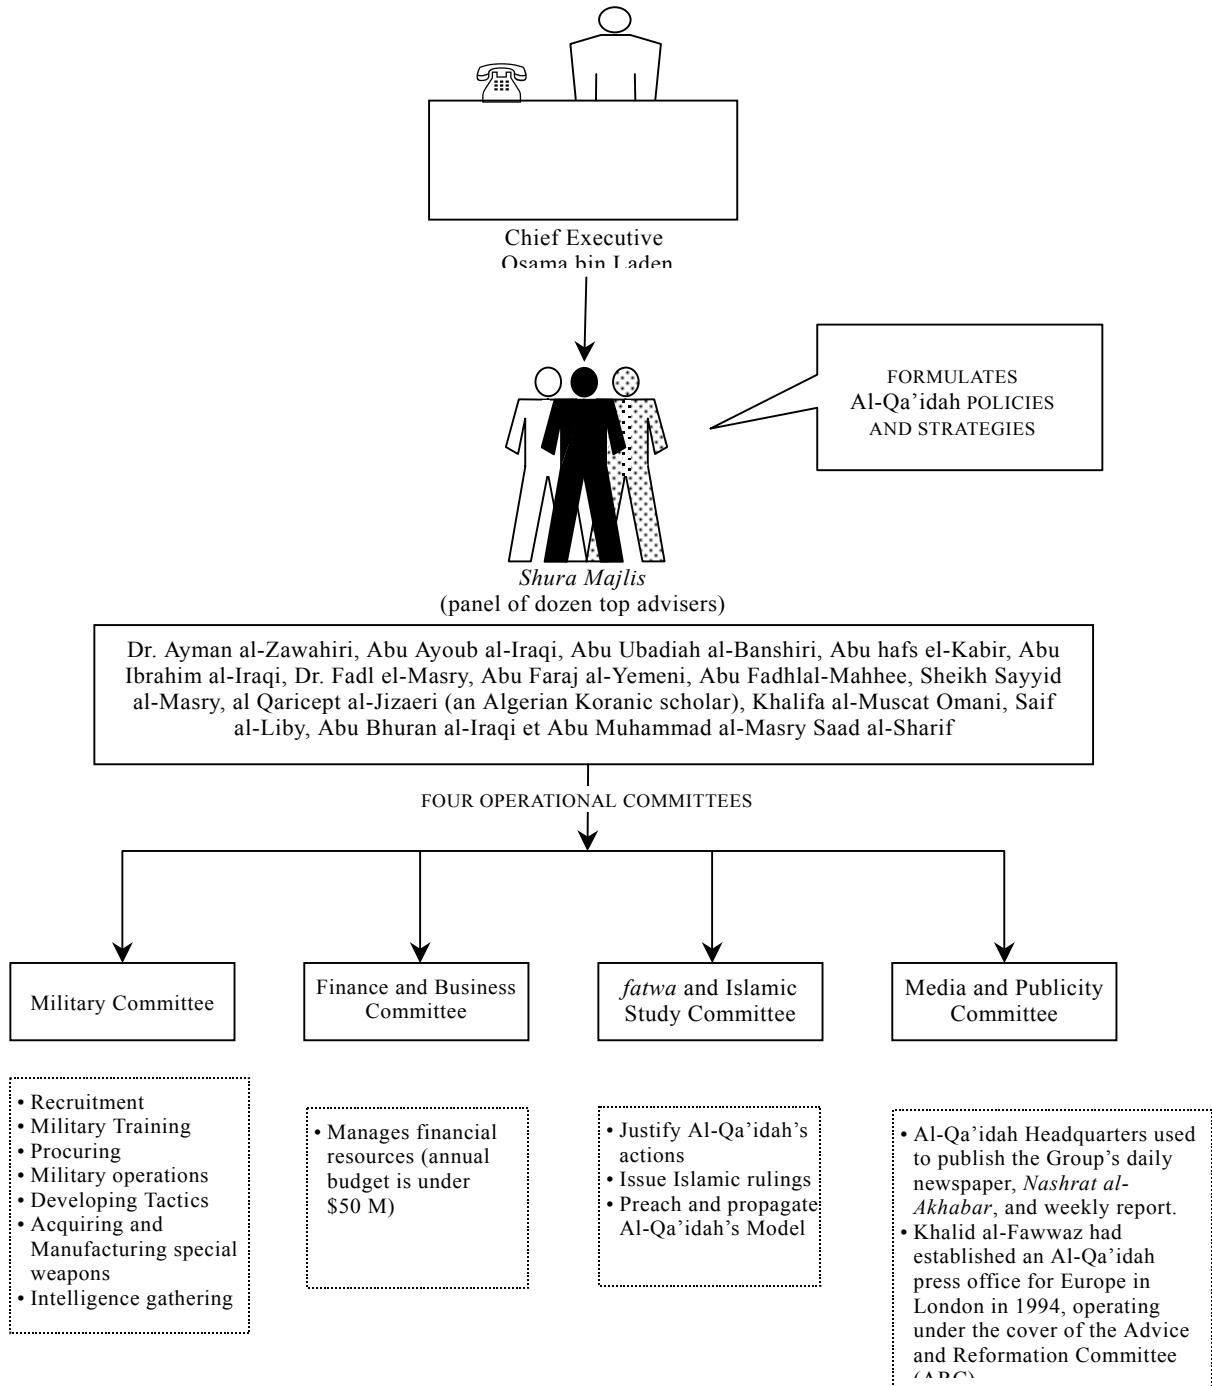 Chief Executive
Osama bin Laden
FORMULATES
Al-Qa’idah POLICIES
AND STRATEGIES
Shura Majlis
(panel of dozen top advisers)
Dr. Ayman al-Zawahiri, Abu Ayoub al-Iraqi, Abu Ubadiah al-Banshiri, Abu hafs el-Kabir, Abu
Ibrahim al-Iraqi, Dr. Fadl el-Masry, Abu Faraj al-Yemeni, Abu Fadhlal-Mahhee, Sheikh Sayyid
al-Masry, al Qaricept al-Jizaeri (an Algerian Koranic scholar), Khalifa al-Muscat Omani, Saif
al-Liby, Abu Bhuran al-Iraqi et Abu Muhammad al-Masry Saad al-Sharif
FOUR OPERATIONAL COMMITTEES
Military Committee
Finance and Business
Committee
fatwa and Islamic
Study Committee
Media and Publicity
Committee
• Recruitment
• Military Training
• Procuring
• Military operations
• Developing Tactics
• Acquiring and
Manufacturing special
weapons
• Intelligence gathering
• Manages financial
resources (annual
budget is under
$50 M)
• Justify Al-Qa’idah’s
actions
• Issue Islamic rulings
• Preach and propagate
Al-Qa’idah’s Model
• Al-Qa’idah Headquarters used
to publish the Group’s daily
newspaper, Nashrat al-
Akhabar, and weekly report.
• Khalid al-Fawwaz had
established an Al-Qa’idah
press office for Europe in
London in 1994, operating
under the cover of the Advice
and Reformation Committee
(ARC)